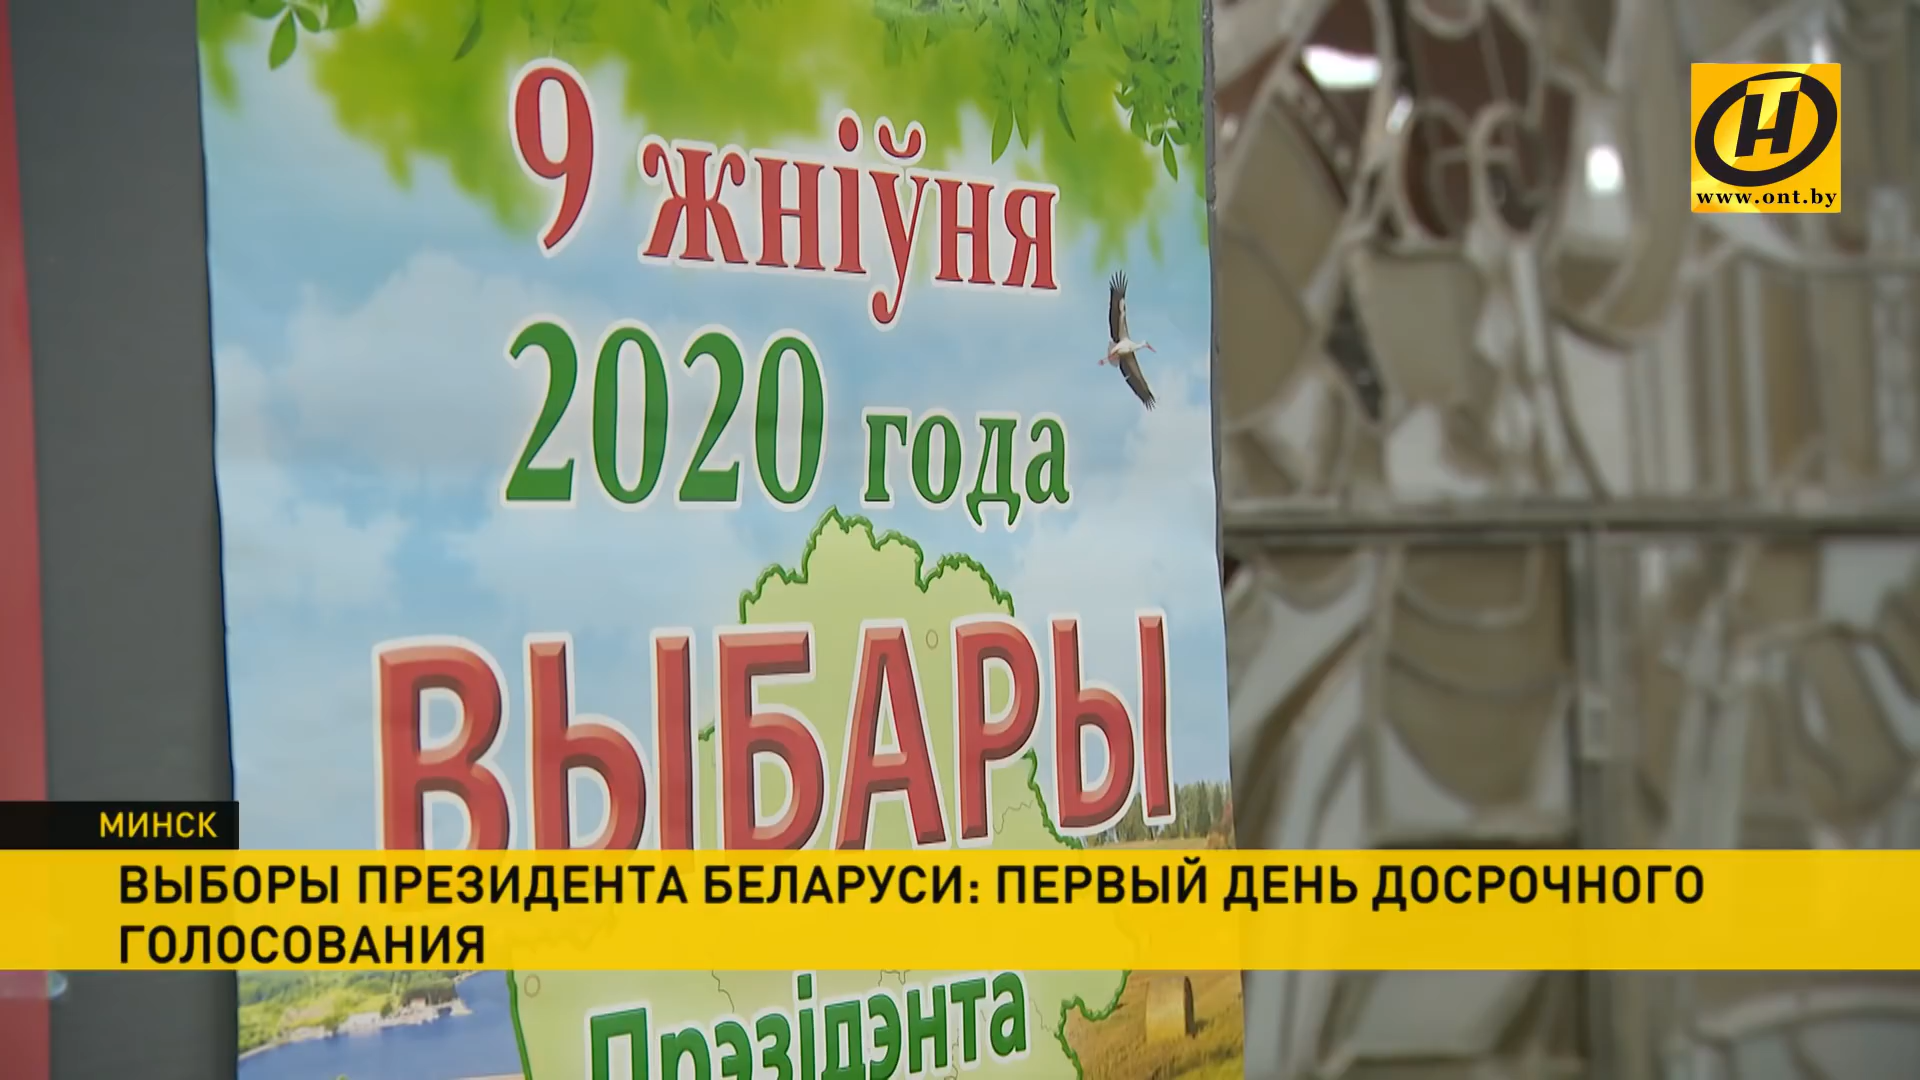 9 жніўня
2020 года
ВЫБАРЫ
Прэзідэнта
www.ont.by
МИНСК
ВЫБОРЫ ПРЕЗИДЕНТА БЕЛАРУСИ: ПЕРВЫЙ ДЕНЬ ДОСРОЧНОГО
ГОЛОСОВАНИЯ